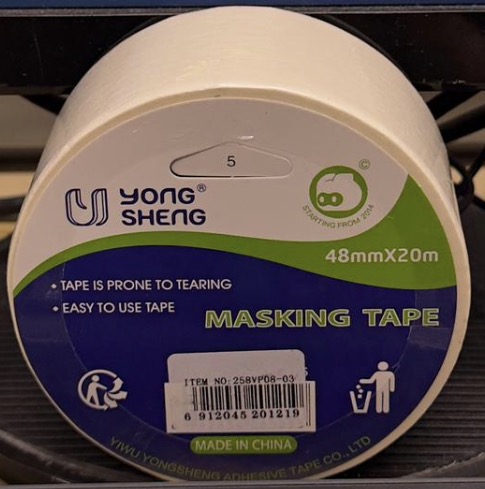 5
©
YONG®
SHENG
STARTING FROM 2014
48mmX20m
• TAPE IS PRONE TO TEARING
• EASY TO USE TAPE
MASKING TAPE
ITEM NO:258VP08-03
6 912045 201219
MADE IN CHINA
YIWU YONGSHENG ADHESIVE TAPE CO., LTD